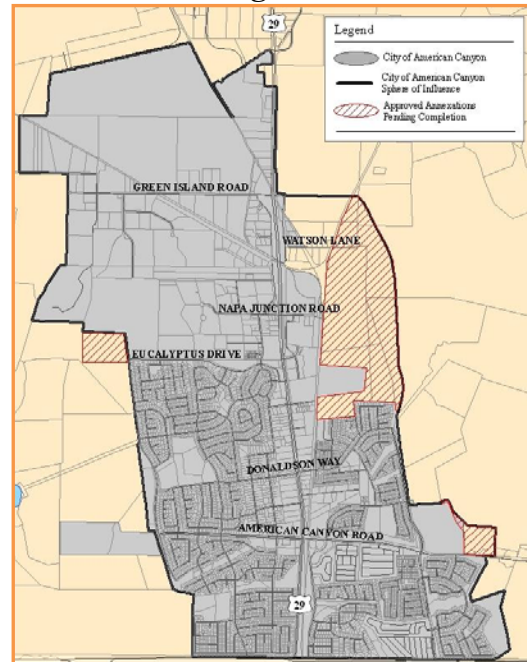 29
Legend
City of American Canyon
City of American Canyon
Sphere of Influence
Approved Annexations
Pending Completion
GREEN ISLAND ROAD
WATSON LANE
NAPA JUNCTION ROAD
EUCALYPTUS DRIVE
DONALDSON WAY
AMERICAN CANYON ROAD
29